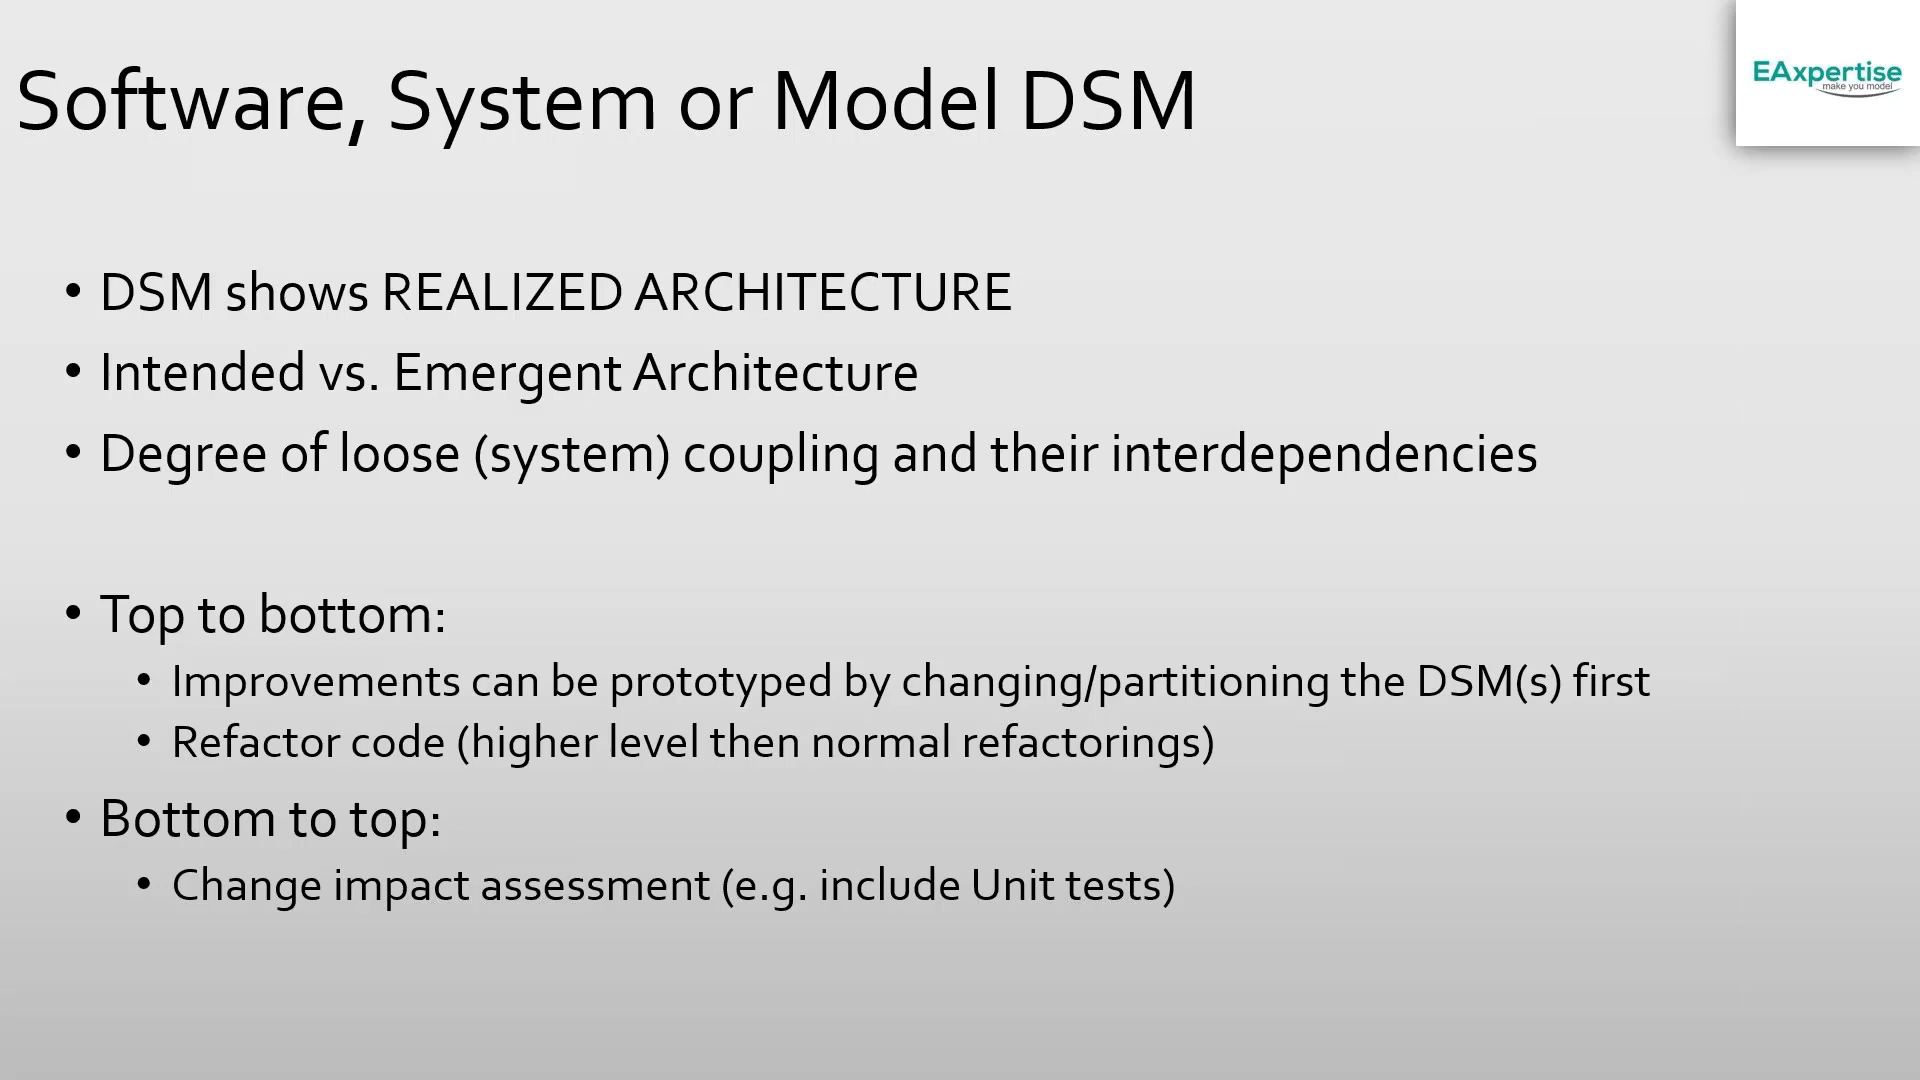 Software, System or Model DSM
EAxpertise
make you model
• DSM shows REALIZED ARCHITECTURE
• Intended vs. Emergent Architecture
• Degree of loose (system) coupling and their interdependencies
• Top to bottom:
• Improvements can be prototyped by changing/partitioning the DSM(s) first
• Refactor code (higher level then normal refactorings)
• Bottom to top:
• Change impact assessment (e.g. include Unit tests)